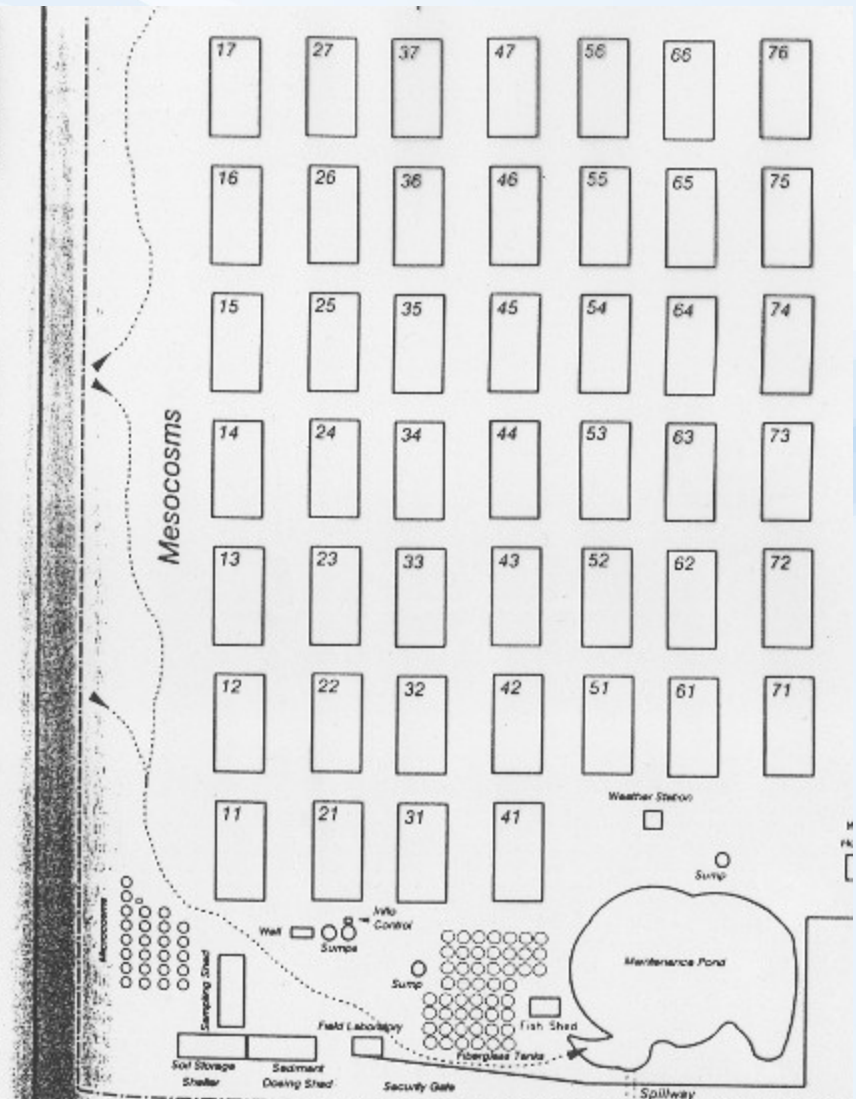 17 27 37 47 56 66 76
16 26 36 46 55 65 75
15 25 35 45 54 64 74
Mesocosms
14 24 34 44 53 63 73
13 23 33 43 52 62 72
12 22 32 42 51 61 71
Weather Station
11 21 31 41
Sump
Microcosms
Well
Sumps
Control
Maintenance Pond
Sampling Shed
Sump
Fish Shed
Field Laboratory
Fiberglass Tanks
Soil Storage
Shelter
Sediment
Dosing Shed
Security Gate
Spillway